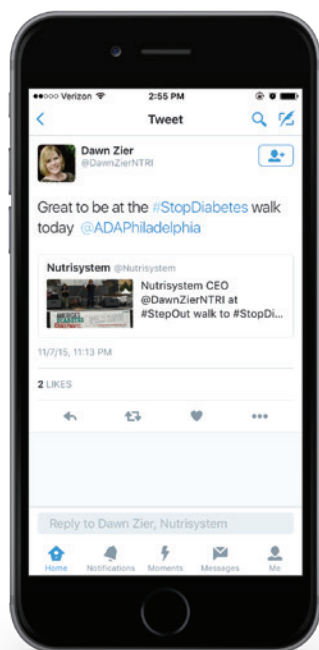 Verizon 2:55 PM
Tweet
Dawn Zier
@DawnZierNTRI
Great to be at the #StopDiabetes walk
today @ADAPhiladelphia
Nutrisystem @Nutrisystem
Nutrisystem CEO
@DawnZierNTRI at
#StepOut walk to #StopDi...
11/7/15, 11:13 PM
2 LIKES
Reply to Dawn Zier, Nutrisystem
Home Notifications Moments Messages Me